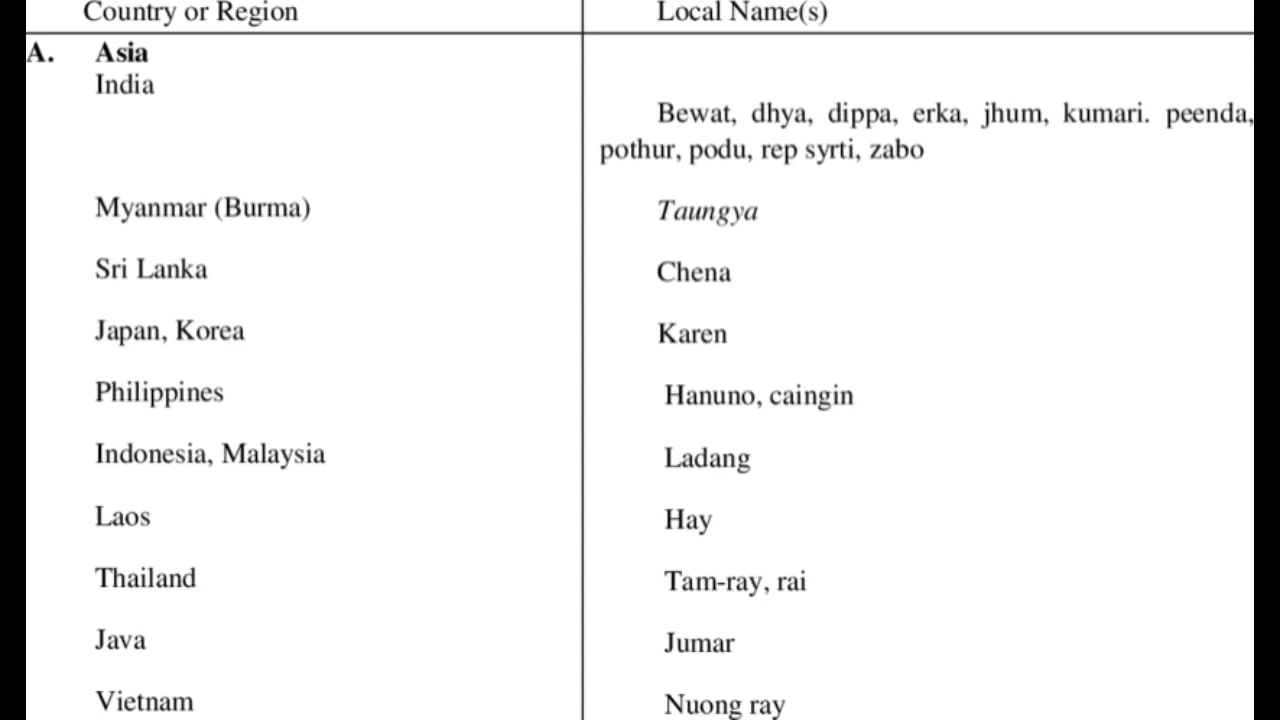 Country or Region Local Name(s)
A. Asia
India
Bewat, dhya, dippa, erka, jhum, kumari. peenda,
pothur, podu, rep syrti, zabo
Myanmar (Burma) Taungya
Sri Lanka Chena
Japan, Korea Karen
Philippines Hanuno, caingin
Indonesia, Malaysia Ladang
Laos Hay
Thailand Tam-ray, rai
Java Jumar
Vietnam Nuong ray